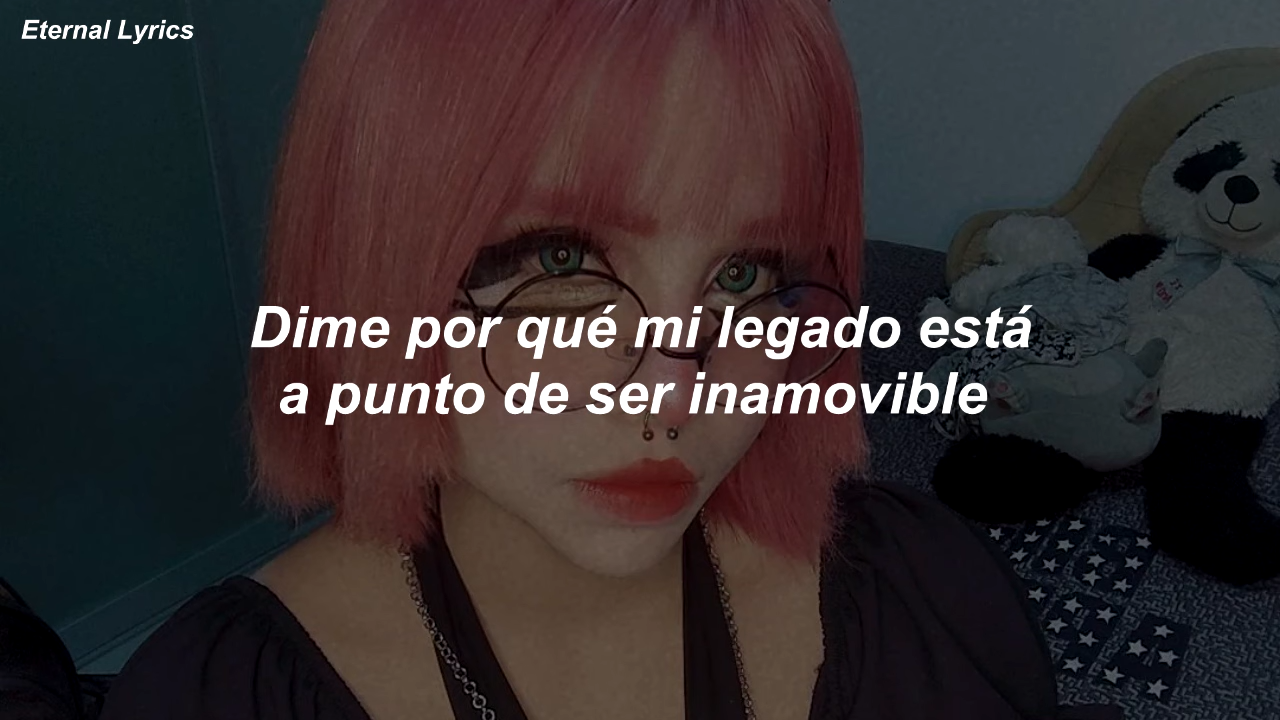 Eternal Lyrics
Dime por qué mi legado está
a punto de ser inamovible